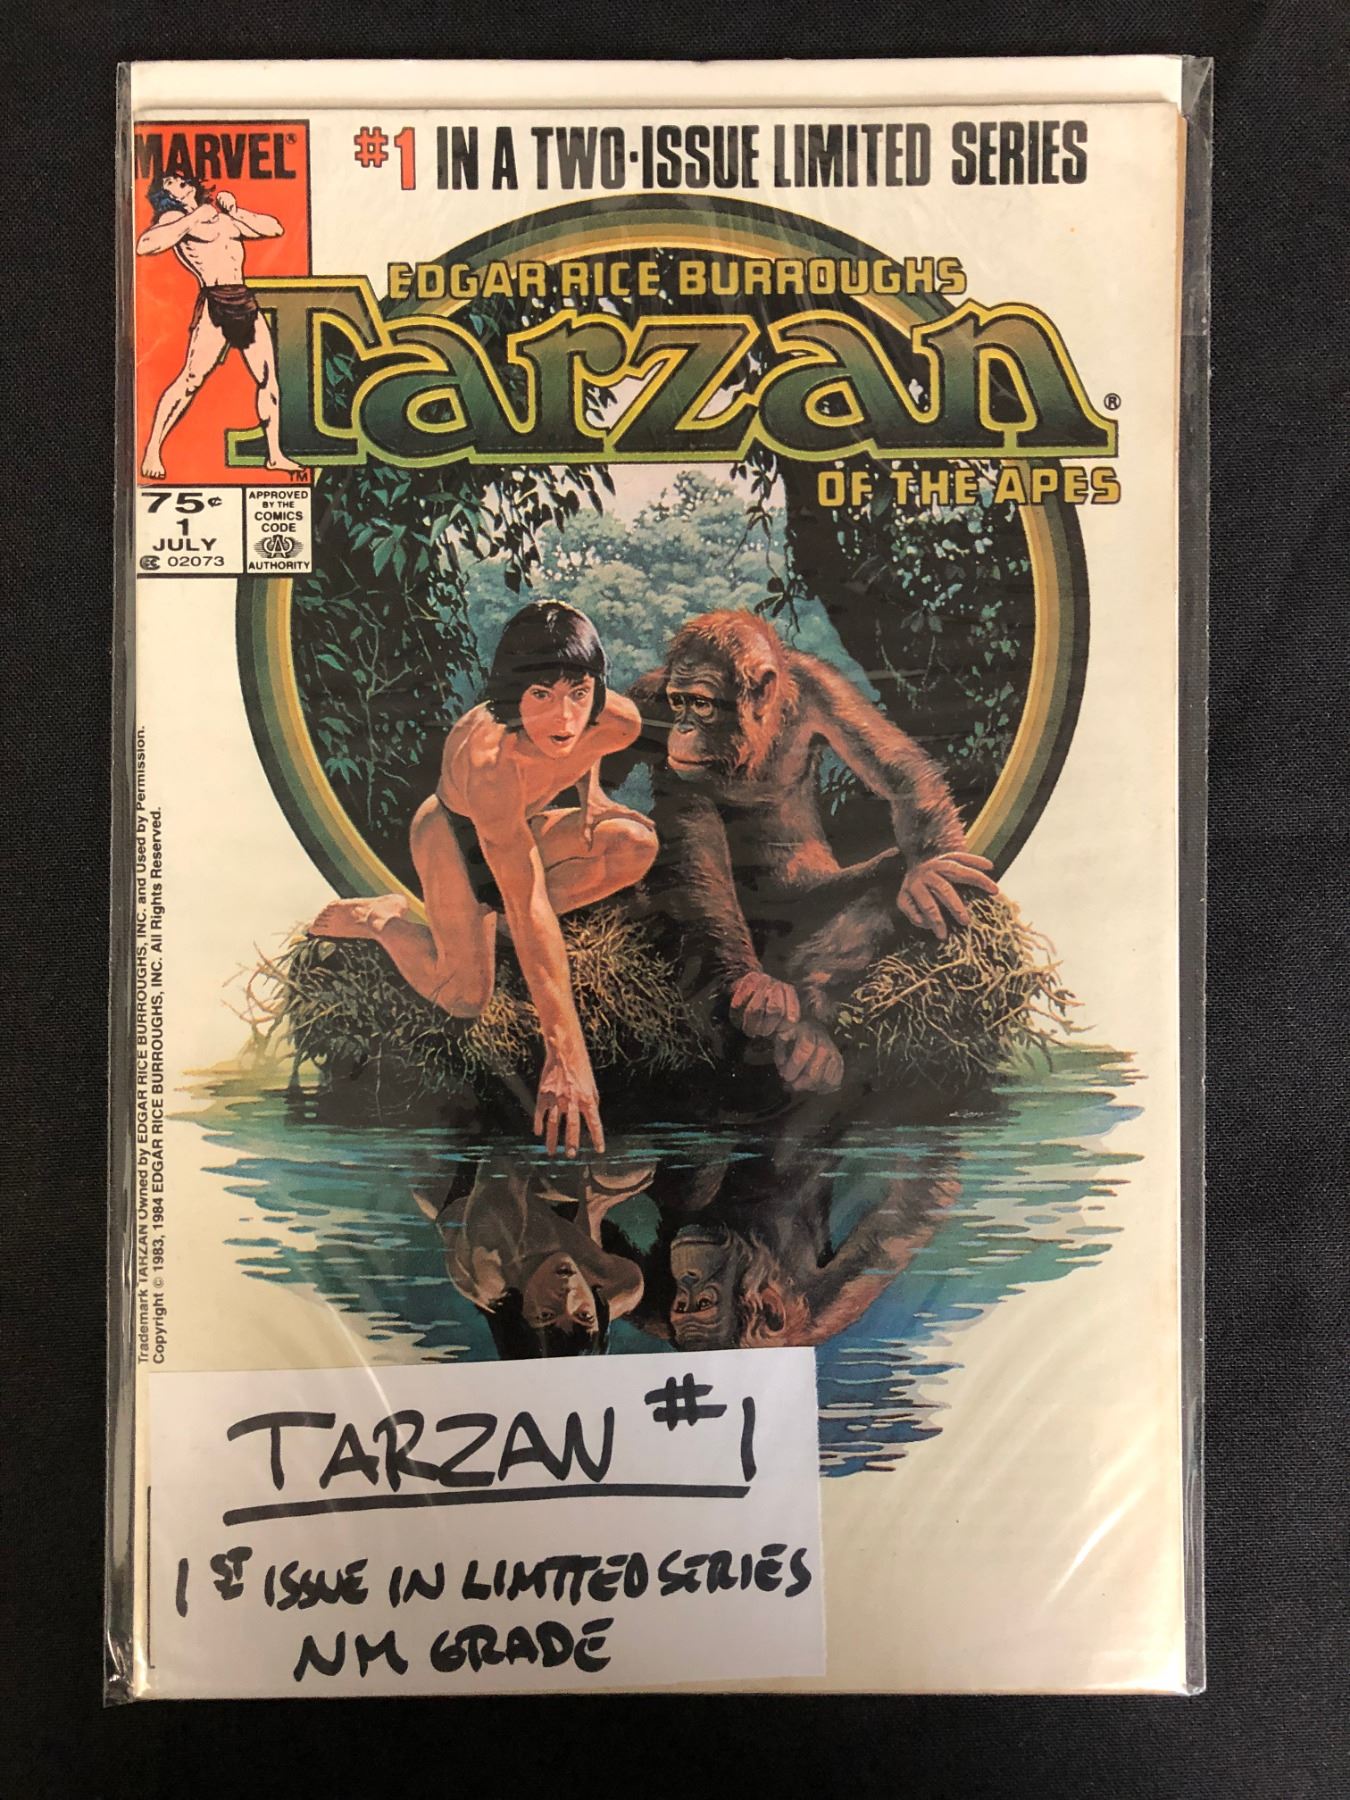 MARVEL®
#1 IN A TWO-ISSUE LIMITED SERIES
EDGAR RICE BURROUGHS
Tarzan®
OF THE APES
TM
75¢
1
JULY
02073
APPROVED
BY THE
COMICS
CODE
AUTHORITY
Trademark TARZAN Owned by EDGAR RICE BURROUGHS, INC. and Used by Permission.
Copyright © 1983, 1984 EDGAR RICE BURROUGHS, INC. All Rights Reserved.
TARZAN #1
1ST ISSUE IN LIMITED SERIES
NM GRADE